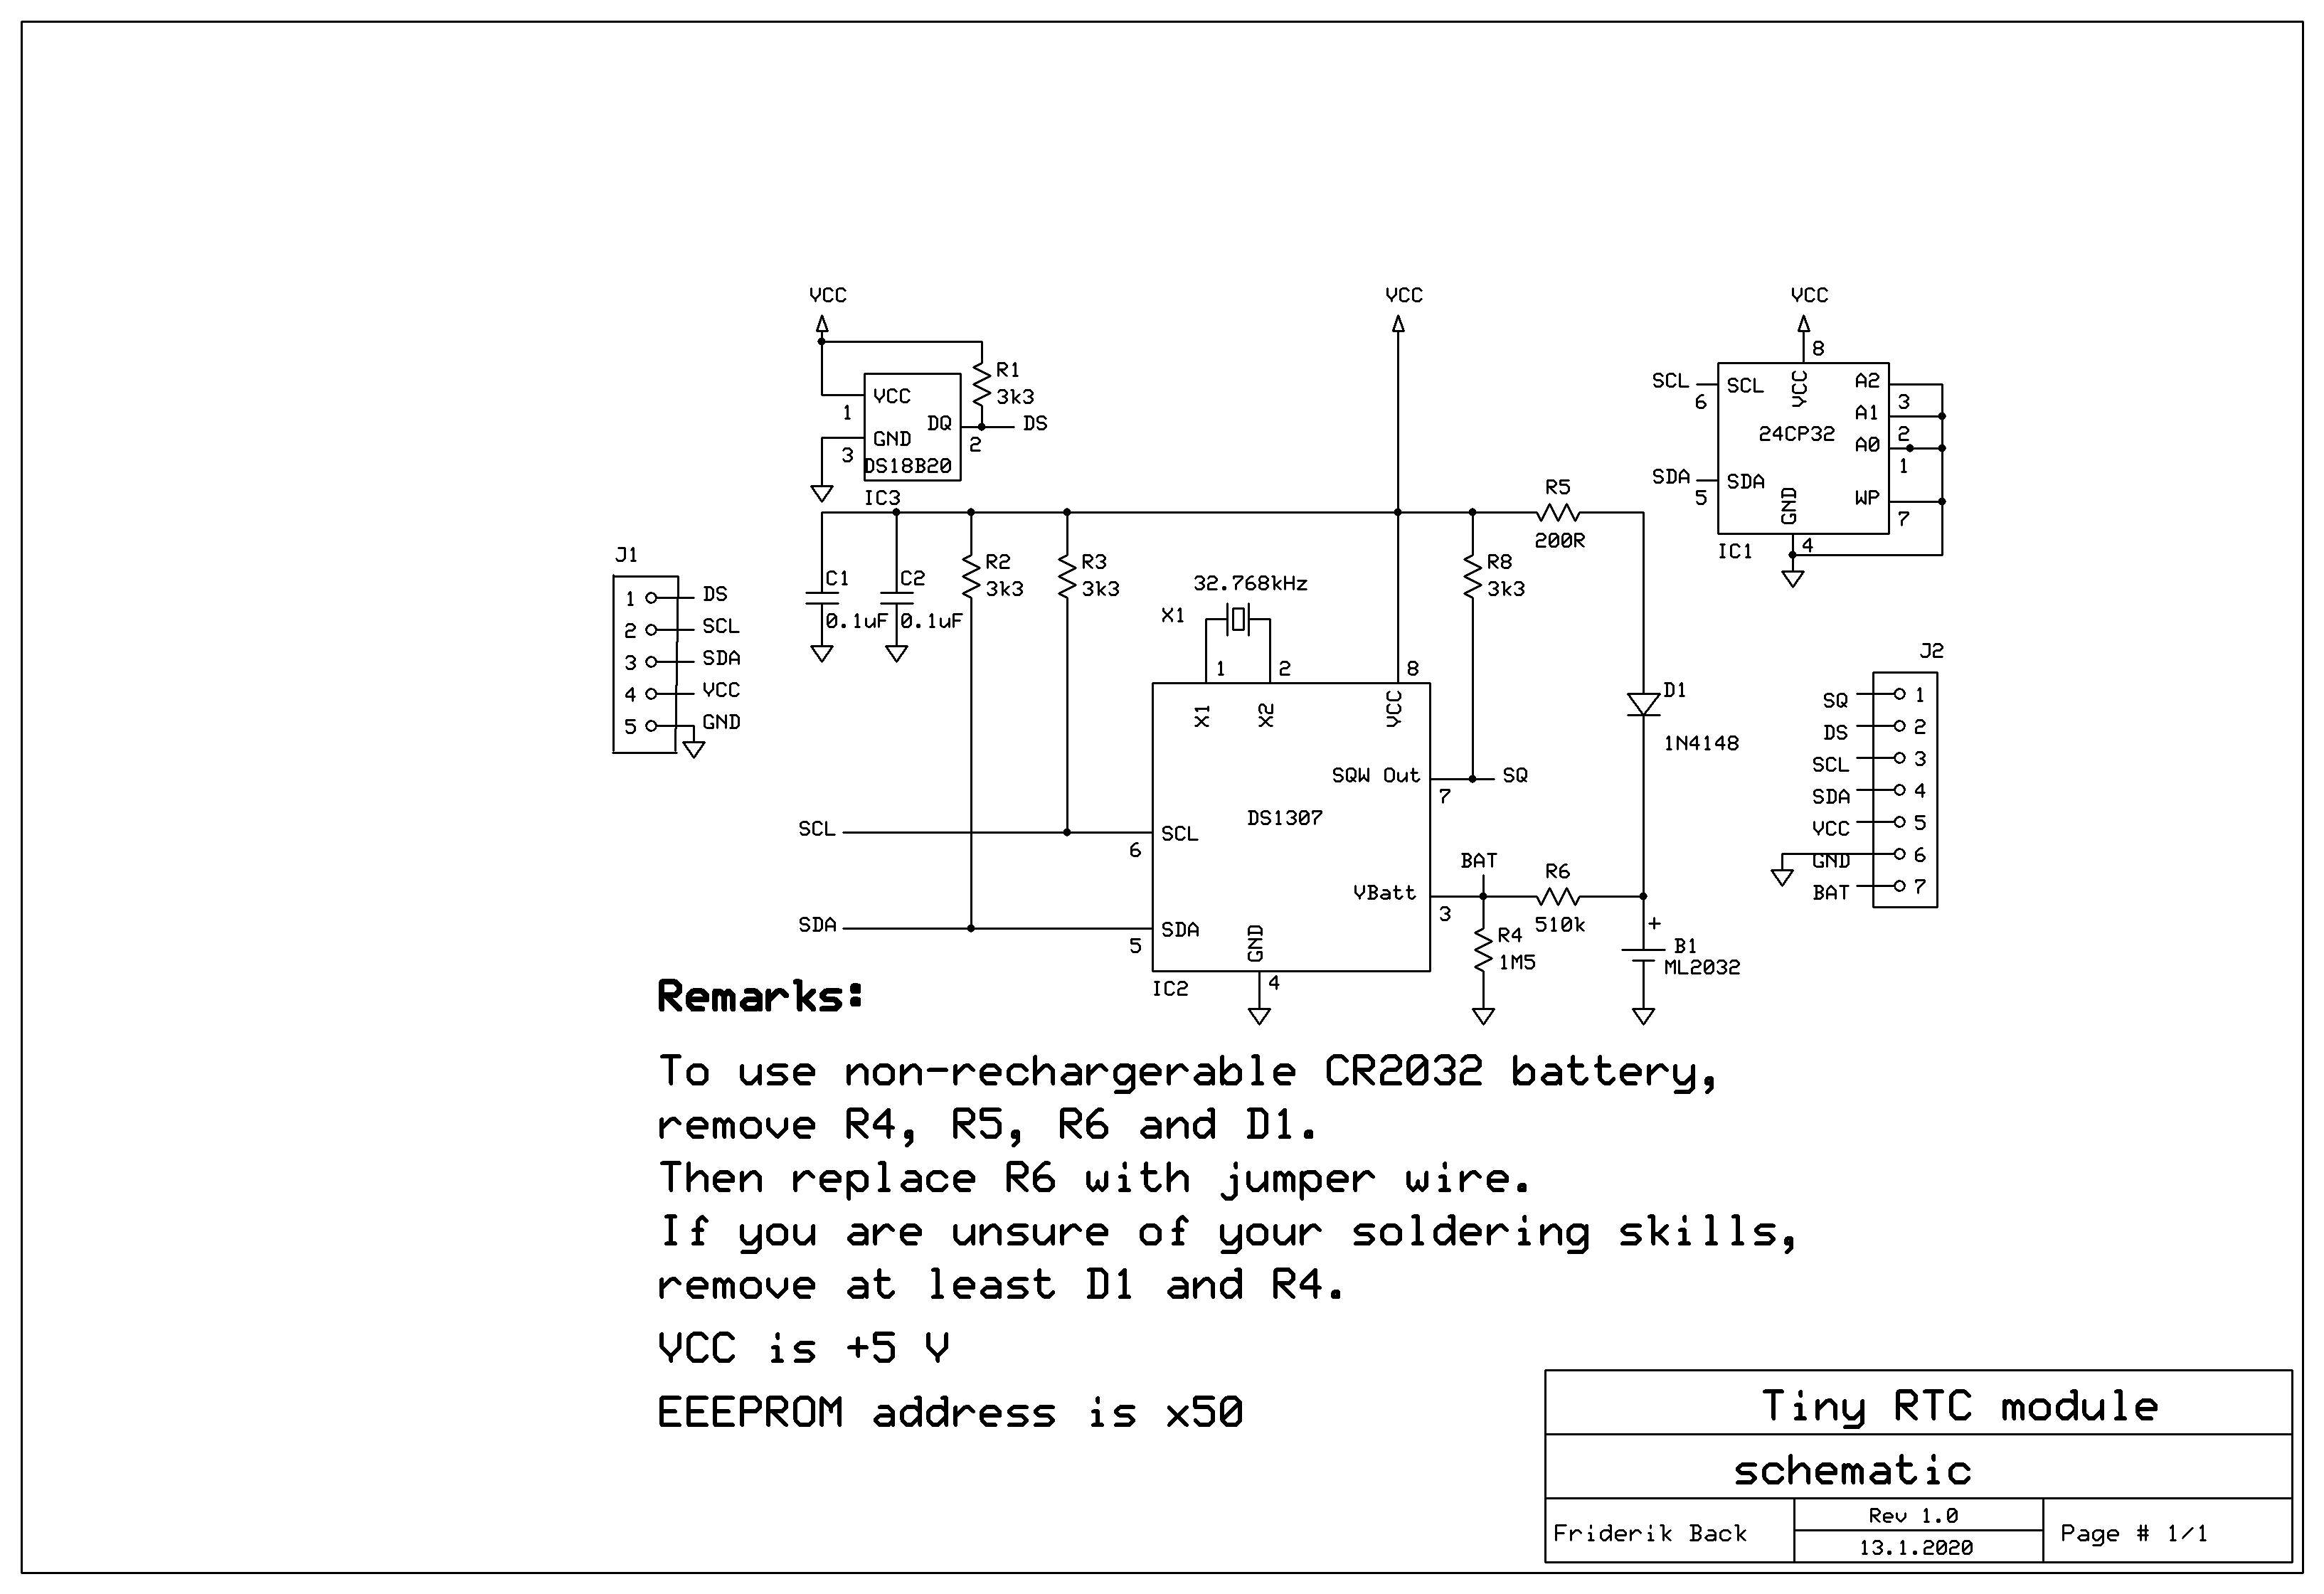 VCC
VCC
VCC
R1
3k3
VCC
1
GND
3
DQ
2
DS
DS18B20
IC3
8
SCL
6
SCL
VCC
A2
3
A1
2
24CP32
A0
1
SDA
5
SDA
GND
WP
7
IC1
4
R5
200R
J1
1 DS
2 SCL
3 SDA
4 VCC
5 GND
C1
0.1uF
C2
0.1uF
R2
3k3
R3
3k3
32.768kHz
X1
1
2
8
X1
X2
VCC
R8
3k3
D1
1N4148
SQW Out
7
SQ
DS1307
SCL
SCL
6
BAT
VBatt
3
R6
510k
SDA
SDA
5
GND
4
IC2
R4
1M5
+
B1
ML2032
J2
SQ 1
DS 2
SCL 3
SDA 4
VCC 5
GND 6
BAT 7
Remarks:
To use non-rechargerable CR2032 battery,
remove R4, R5, R6 and D1.
Then replace R6 with jumper wire.
If you are unsure of your soldering skills,
remove at least D1 and R4.
VCC is +5 V
EEEPROM address is x50
Tiny RTC module
schematic
Friderik Back
Rev 1.0
13.1.2020
Page # 1/1